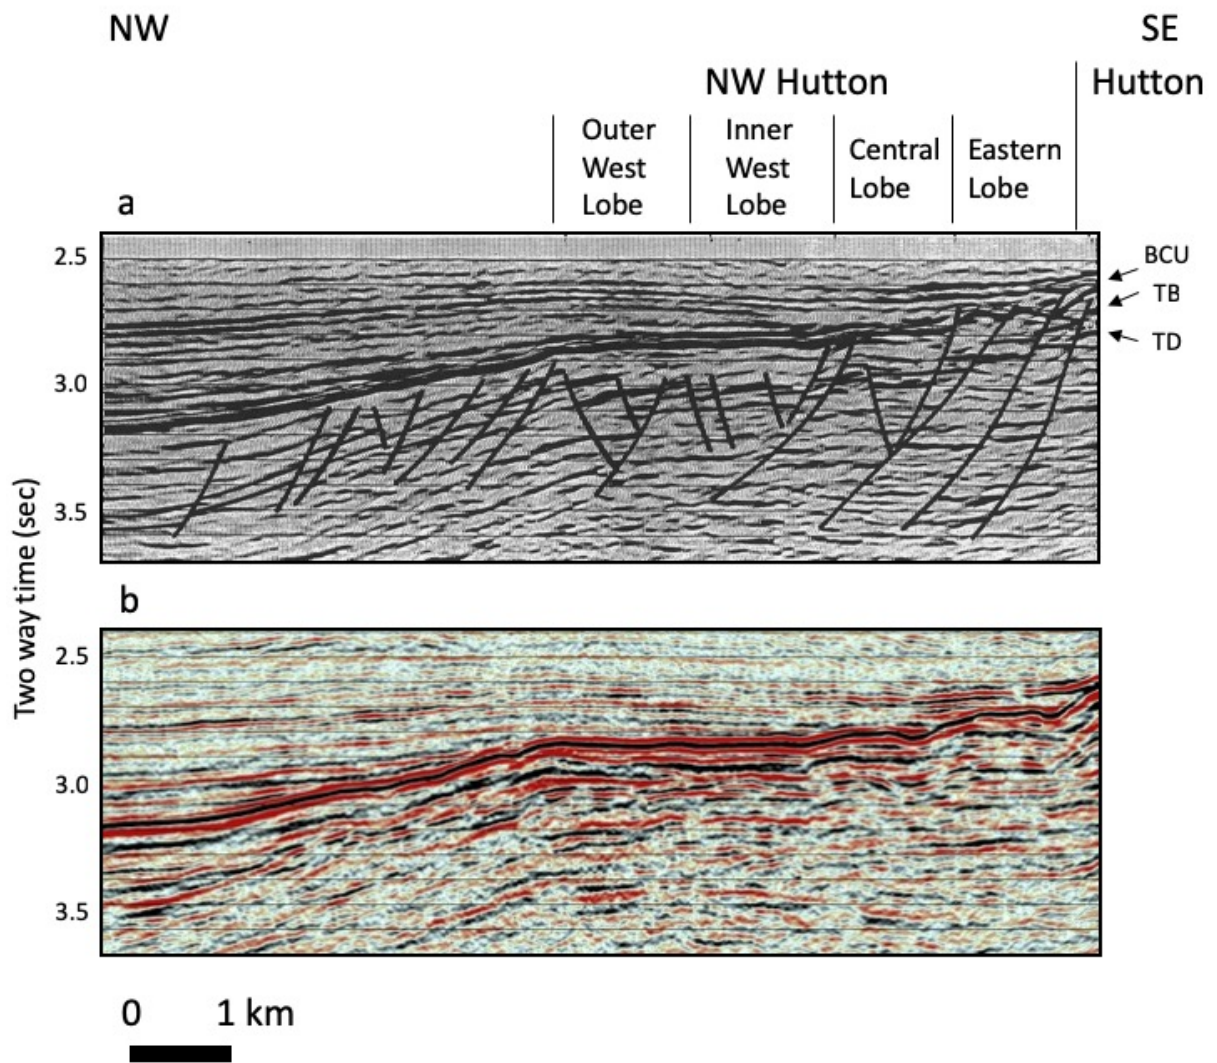 NW
SE
NW Hutton
Hutton
Outer
West
Lobe
Inner
West
Lobe
Central
Lobe
Eastern
Lobe
a
2.5
3.0
3.5
BCU
TB
TD
Two way time (sec)
b
2.5
3.0
3.5
0 1 km